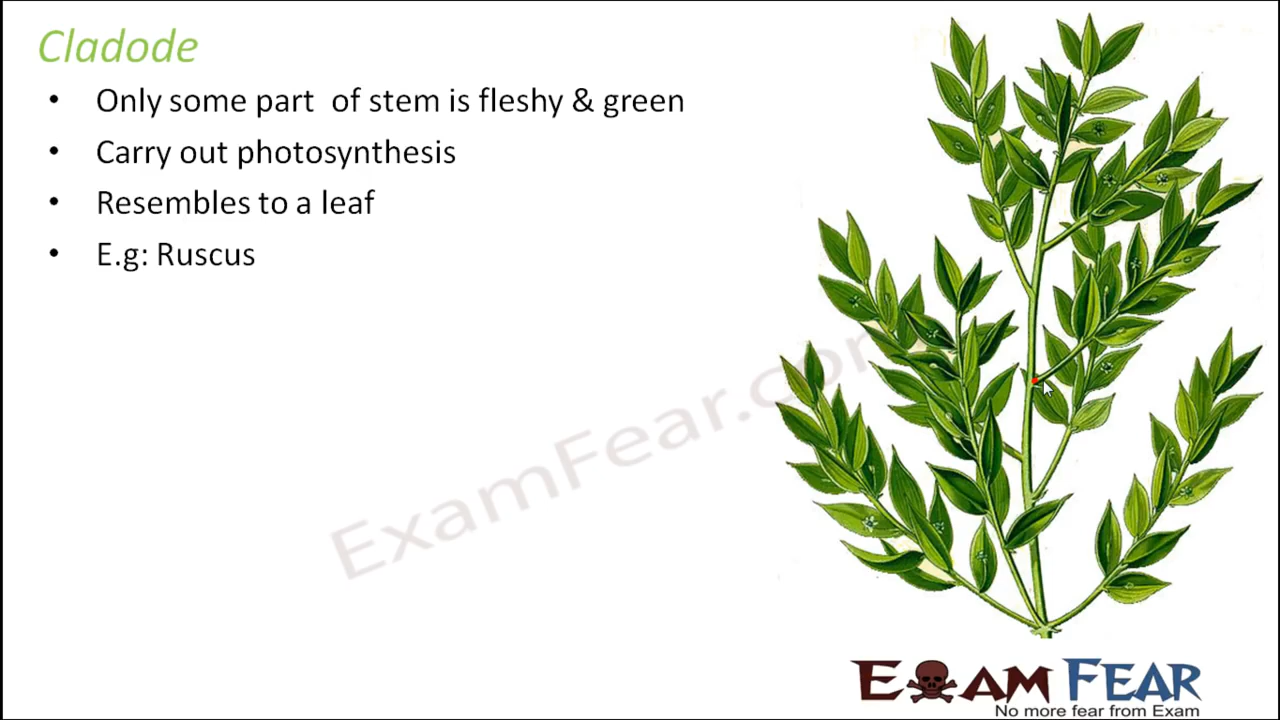 Cladode
• Only some part of stem is fleshy & green
• Carry out photosynthesis
• Resembles to a leaf
• E.g: Ruscus
ExamFear.com
EXAM FEAR
No more fear from Exam